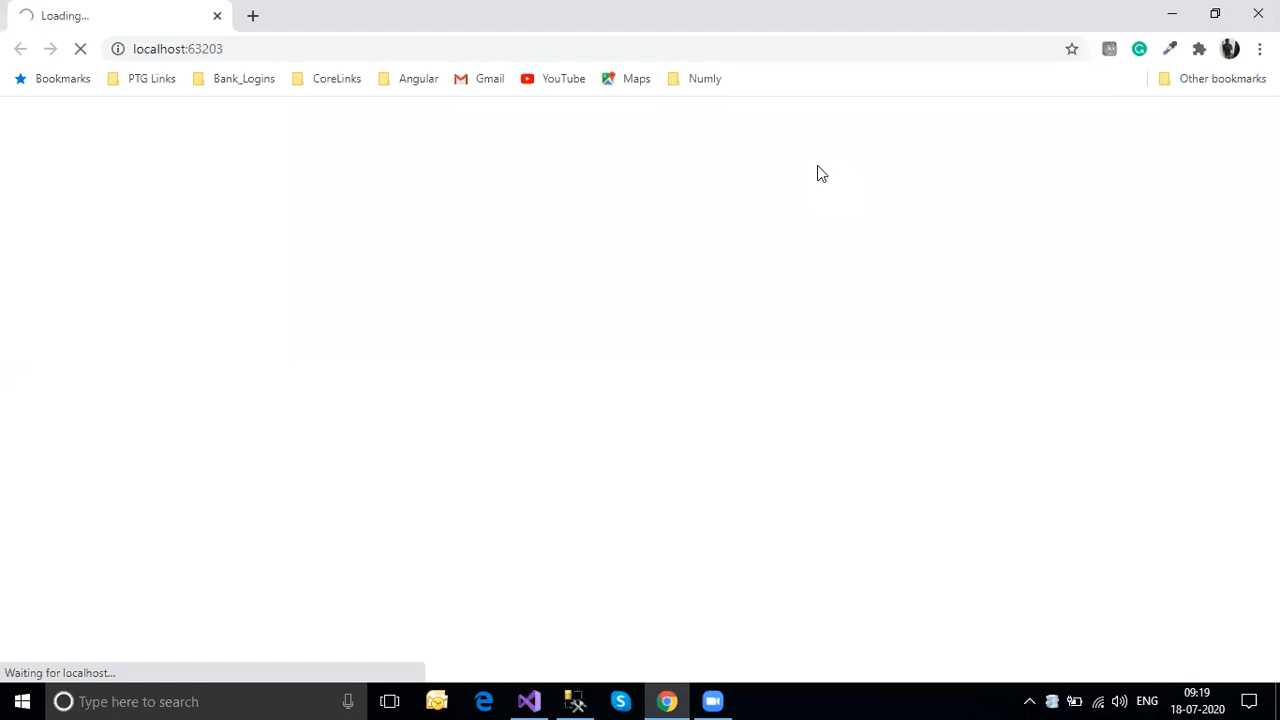 Loading...
localhost:63203
Bookmarks PTG Links Bank_Logins CoreLinks Angular Gmail YouTube Maps Numly Other bookmarks
Waiting for localhost...
Type here to search
ENG
09:19
18-07-2020